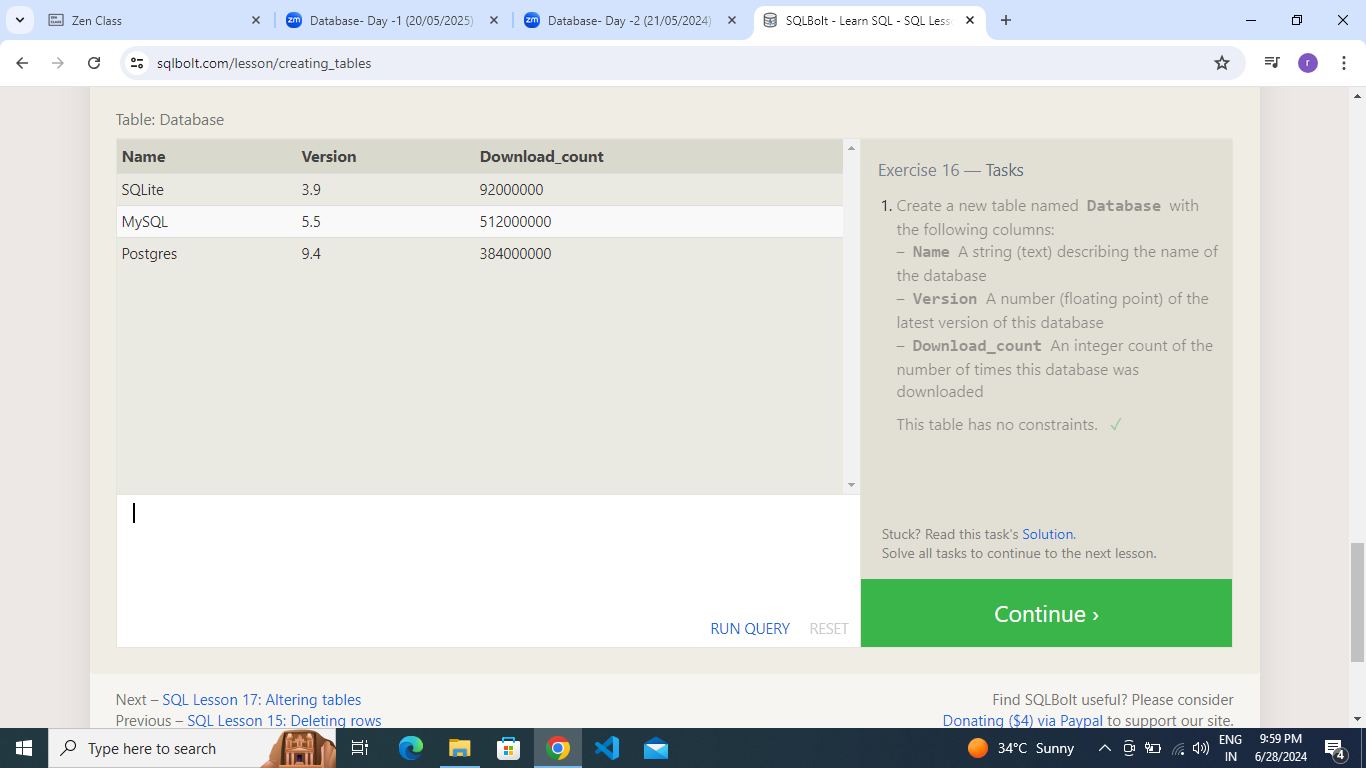 Zen Class
Database- Day -1 (20/05/2025)
Database- Day -2 (21/05/2024)
SQLBolt - Learn SQL - SQL Less
sqlbolt.com/lesson/creating_tables
r
Table: Database
Name Version Download_count
SQLite 3.9 92000000
MySQL 5.5 512000000
Postgres 9.4 384000000
Exercise 16 — Tasks
1. Create a new table named Database with
the following columns:
– Name A string (text) describing the name of
the database
– Version A number (floating point) of the
latest version of this database
– Download_count An integer count of the
number of times this database was
downloaded
This table has no constraints. ✓
Stuck? Read this task's Solution.
Solve all tasks to continue to the next lesson.
RUN QUERY RESET
Continue ›
Next – SQL Lesson 17: Altering tables
Previous – SQL Lesson 15: Deleting rows
Find SQLBolt useful? Please consider
Donating ($4) via Paypal to support our site.
Type here to search
34°C Sunny
ENG
IN
9:59 PM
6/28/2024
4